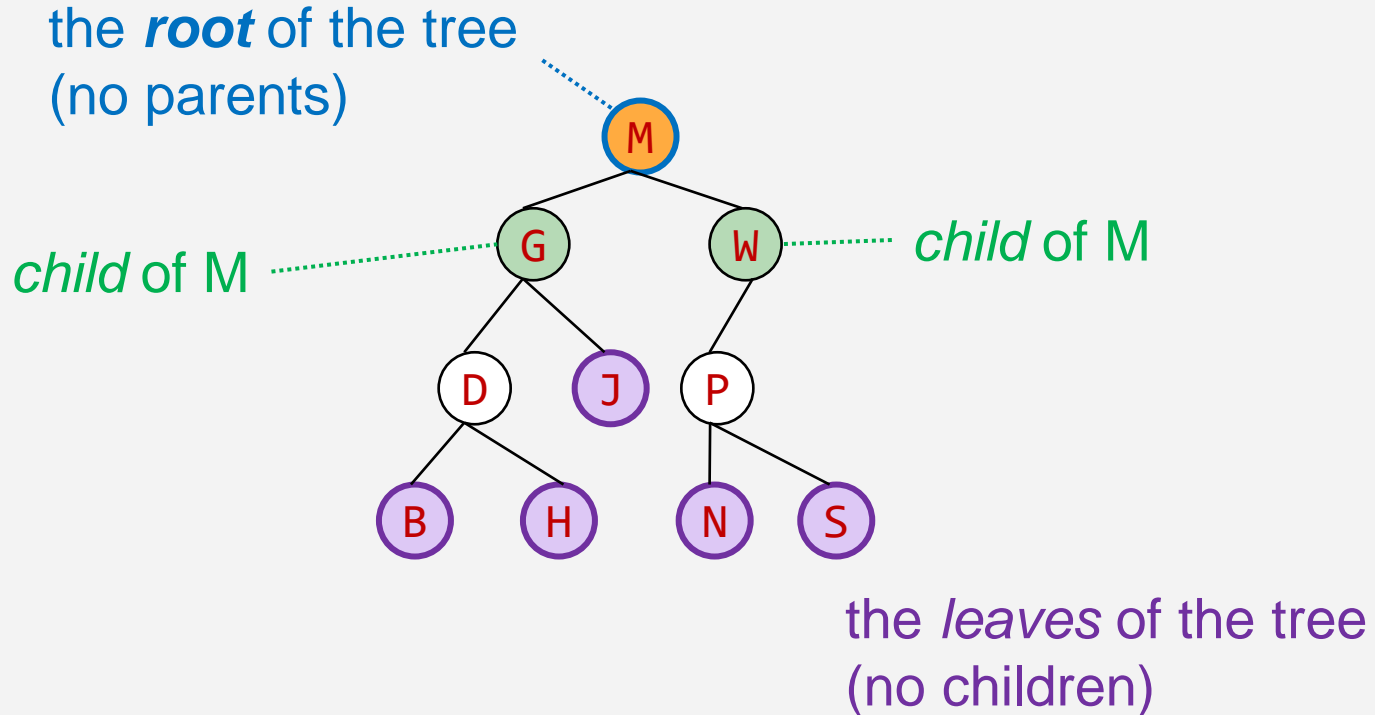 the root of the tree
(no parents)
M
child of M
G
W
child of M
D
J
P
B
H
N
S
the leaves of the tree
(no children)